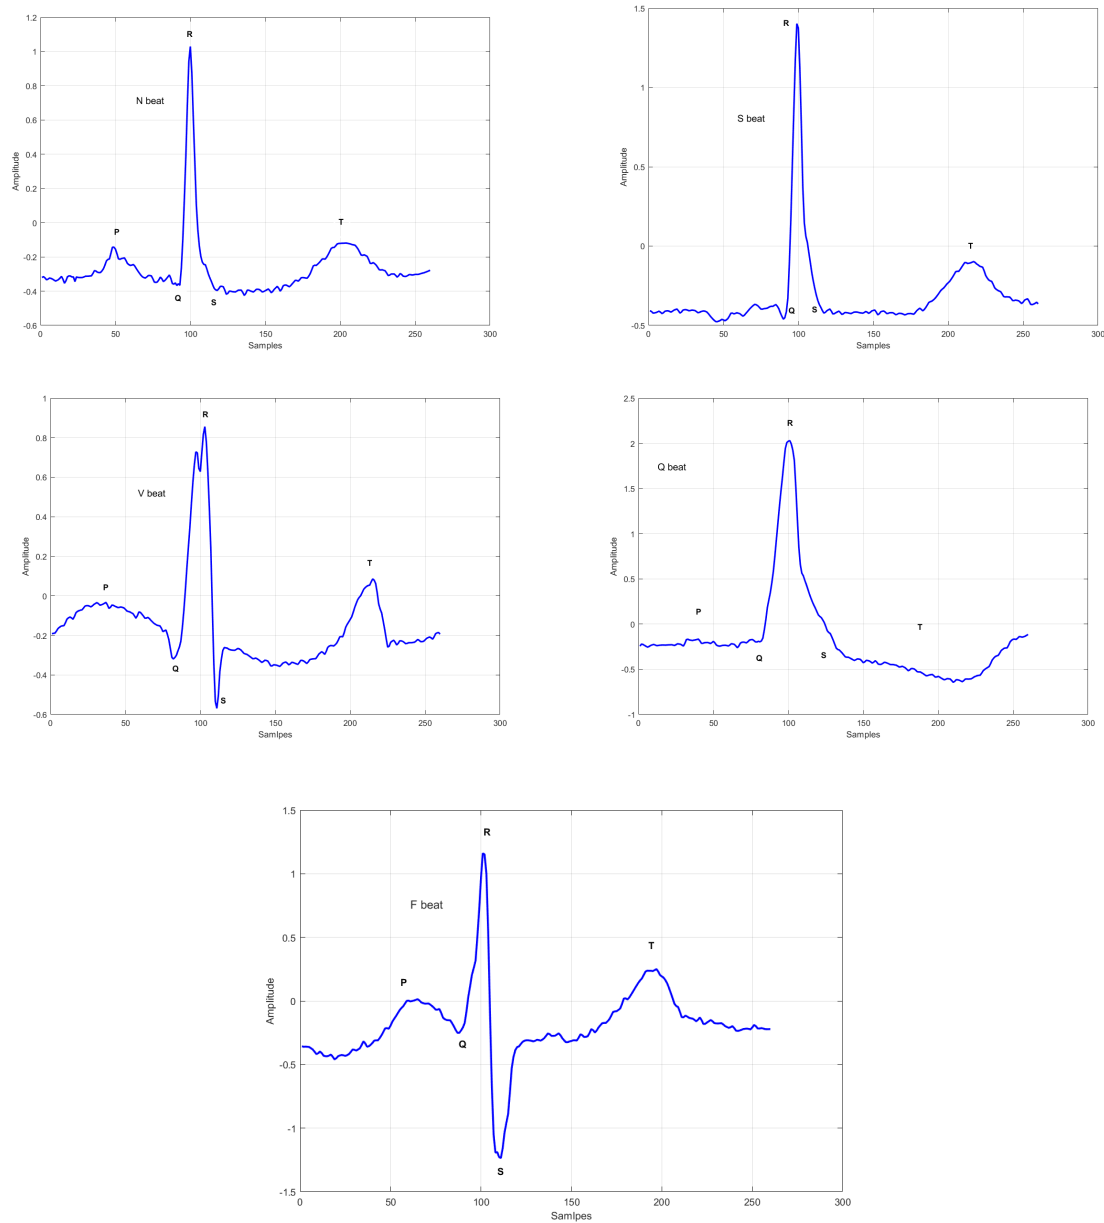 1.2
1
0.8
0.6
0.4
0.2
0
-0.2
-0.4
-0.6
Amplitude
R
N beat
P
T
Q
S
0 50 100 150 200 250 300
Samples
1.5
1
0.5
0
-0.5
Amplitude
R
S beat
T
Q
S
0 50 100 150 200 250 300
Samples
1
0.8
0.6
0.4
0.2
0
-0.2
-0.4
-0.6
Amplitude
R
V beat
T
P
Q
S
0 50 100 150 200 250 300
Samlpes
2.5
2
1.5
1
0.5
0
-0.5
-1
Amplitude
R
Q beat
P
T
Q
S
0 50 100 150 200 250 300
Samples
1.5
1
0.5
0
-0.5
-1
-1.5
Amplitude
R
F beat
T
P
Q
S
0 50 100 150 200 250 300
Samlpes